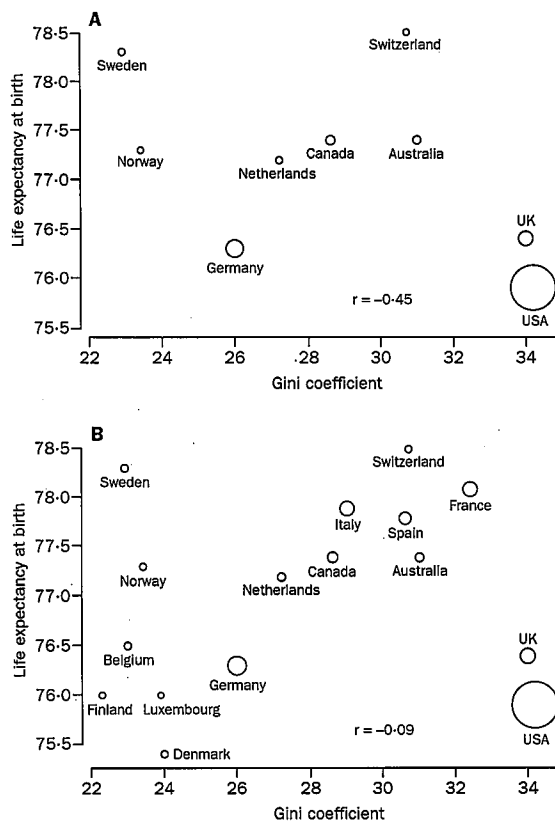 A
Life expectancy at birth
78·5
78·0
77·5
77·0
76·5
76·0
75·5
Sweden
Switzerland
Norway
Netherlands
Canada
Australia
Germany
UK
USA
r = –0·45
22 24 26 28 30 32 34
Gini coefficient
B
Life expectancy at birth
78·5
78·0
77·5
77·0
76·5
76·0
75·5
Sweden
Switzerland
France
Italy
Spain
Norway
Netherlands
Canada
Australia
Belgium
UK
Germany
Finland
Luxembourg
USA
r = –0·09
Denmark
22 24 26 28 30 32 34
Gini coefficient